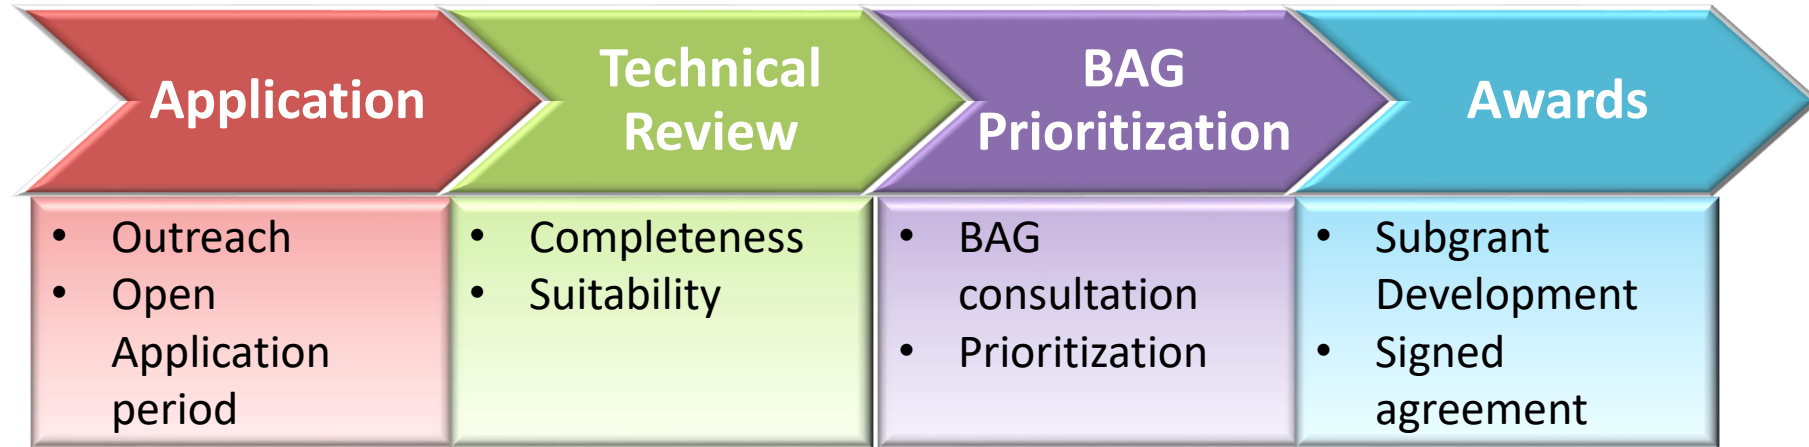 Application
Technical
Review
BAG
Prioritization
Awards
• Outreach
• Open
Application
period
• Completeness
• Suitability
• BAG
consultation
• Prioritization
• Subgrant
Development
• Signed
agreement